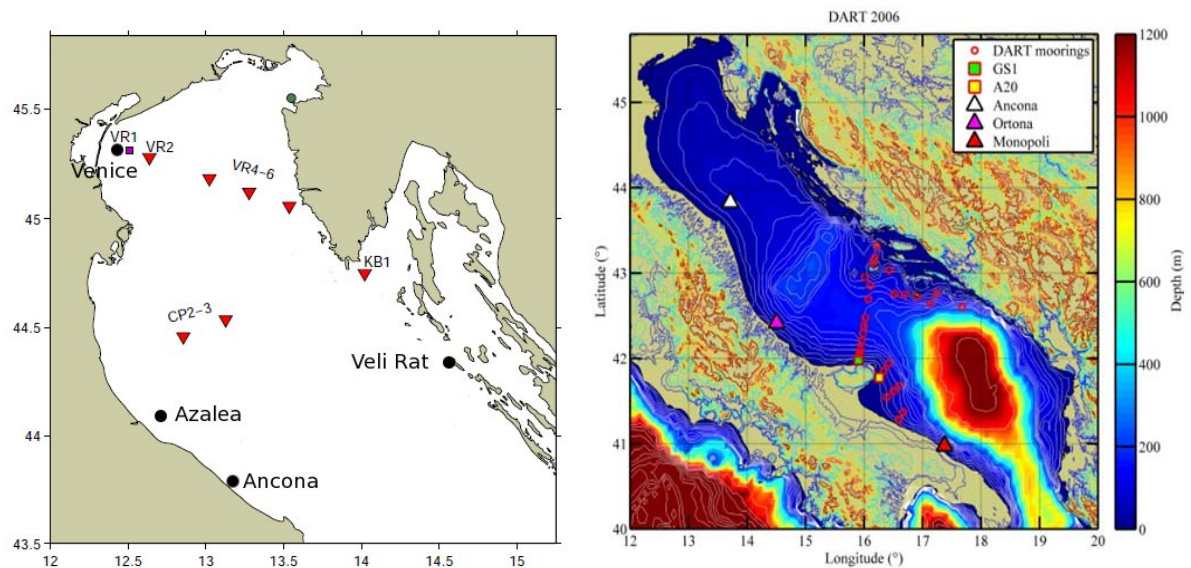 45.5
45
44.5
44
43.5
12
12.5
13
13.5
14
14.5
15
VR1
VR2
Venice
VR4-6
KB1
CP2-3
Veli Rat
Azalea
Ancona
DART 2006
DART moorings
GS1
A20
Ancona
Ortona
Monopoli
45
44
43
42
41
40
Latitude (°)
12
13
14
15
16
17
18
19
20
Longitude (°)
1200
1000
800
600
400
200
0
Depth (m)